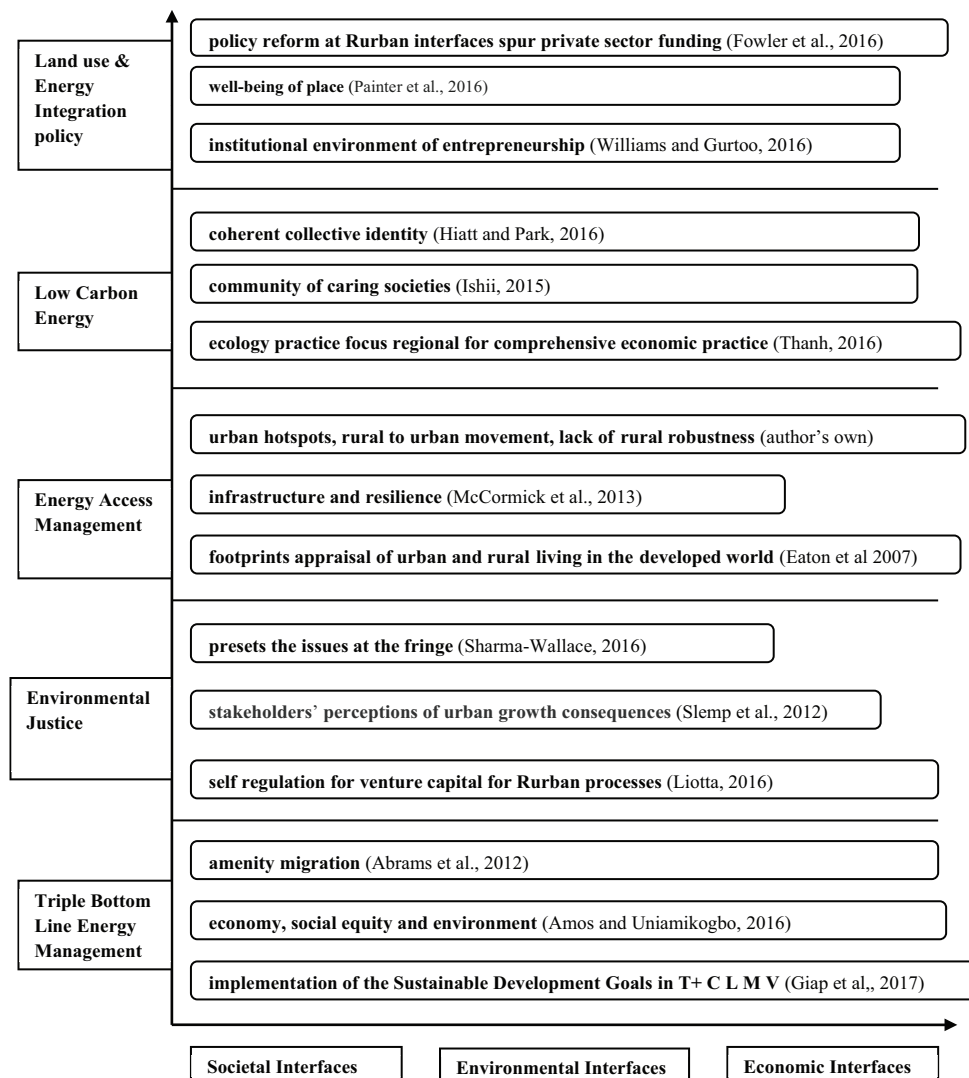 Land use &
Energy
Integration
policy
policy reform at Rurban interfaces spur private sector funding (Fowler et al., 2016)
well-being of place (Painter et al., 2016)
institutional environment of entrepreneurship (Williams and Gurtoo, 2016)
Low Carbon
Energy
coherent collective identity (Hiatt and Park, 2016)
community of caring societies (Ishii, 2015)
ecology practice focus regional for comprehensive economic practice (Thanh, 2016)
Energy Access
Management
urban hotspots, rural to urban movement, lack of rural robustness (author's own)
infrastructure and resilience (McCormick et al., 2013)
footprints appraisal of urban and rural living in the developed world (Eaton et al 2007)
Environmental
Justice
presets the issues at the fringe (Sharma-Wallace, 2016)
stakeholders' perceptions of urban growth consequences (Slemp et al., 2012)
self regulation for venture capital for Rurban processes (Liotta, 2016)
Triple Bottom
Line Energy
Management
amenity migration (Abrams et al., 2012)
economy, social equity and environment (Amos and Uniamikogbo, 2016)
implementation of the Sustainable Development Goals in T+ C L M V (Giap et al,, 2017)
Societal Interfaces
Environmental Interfaces
Economic Interfaces